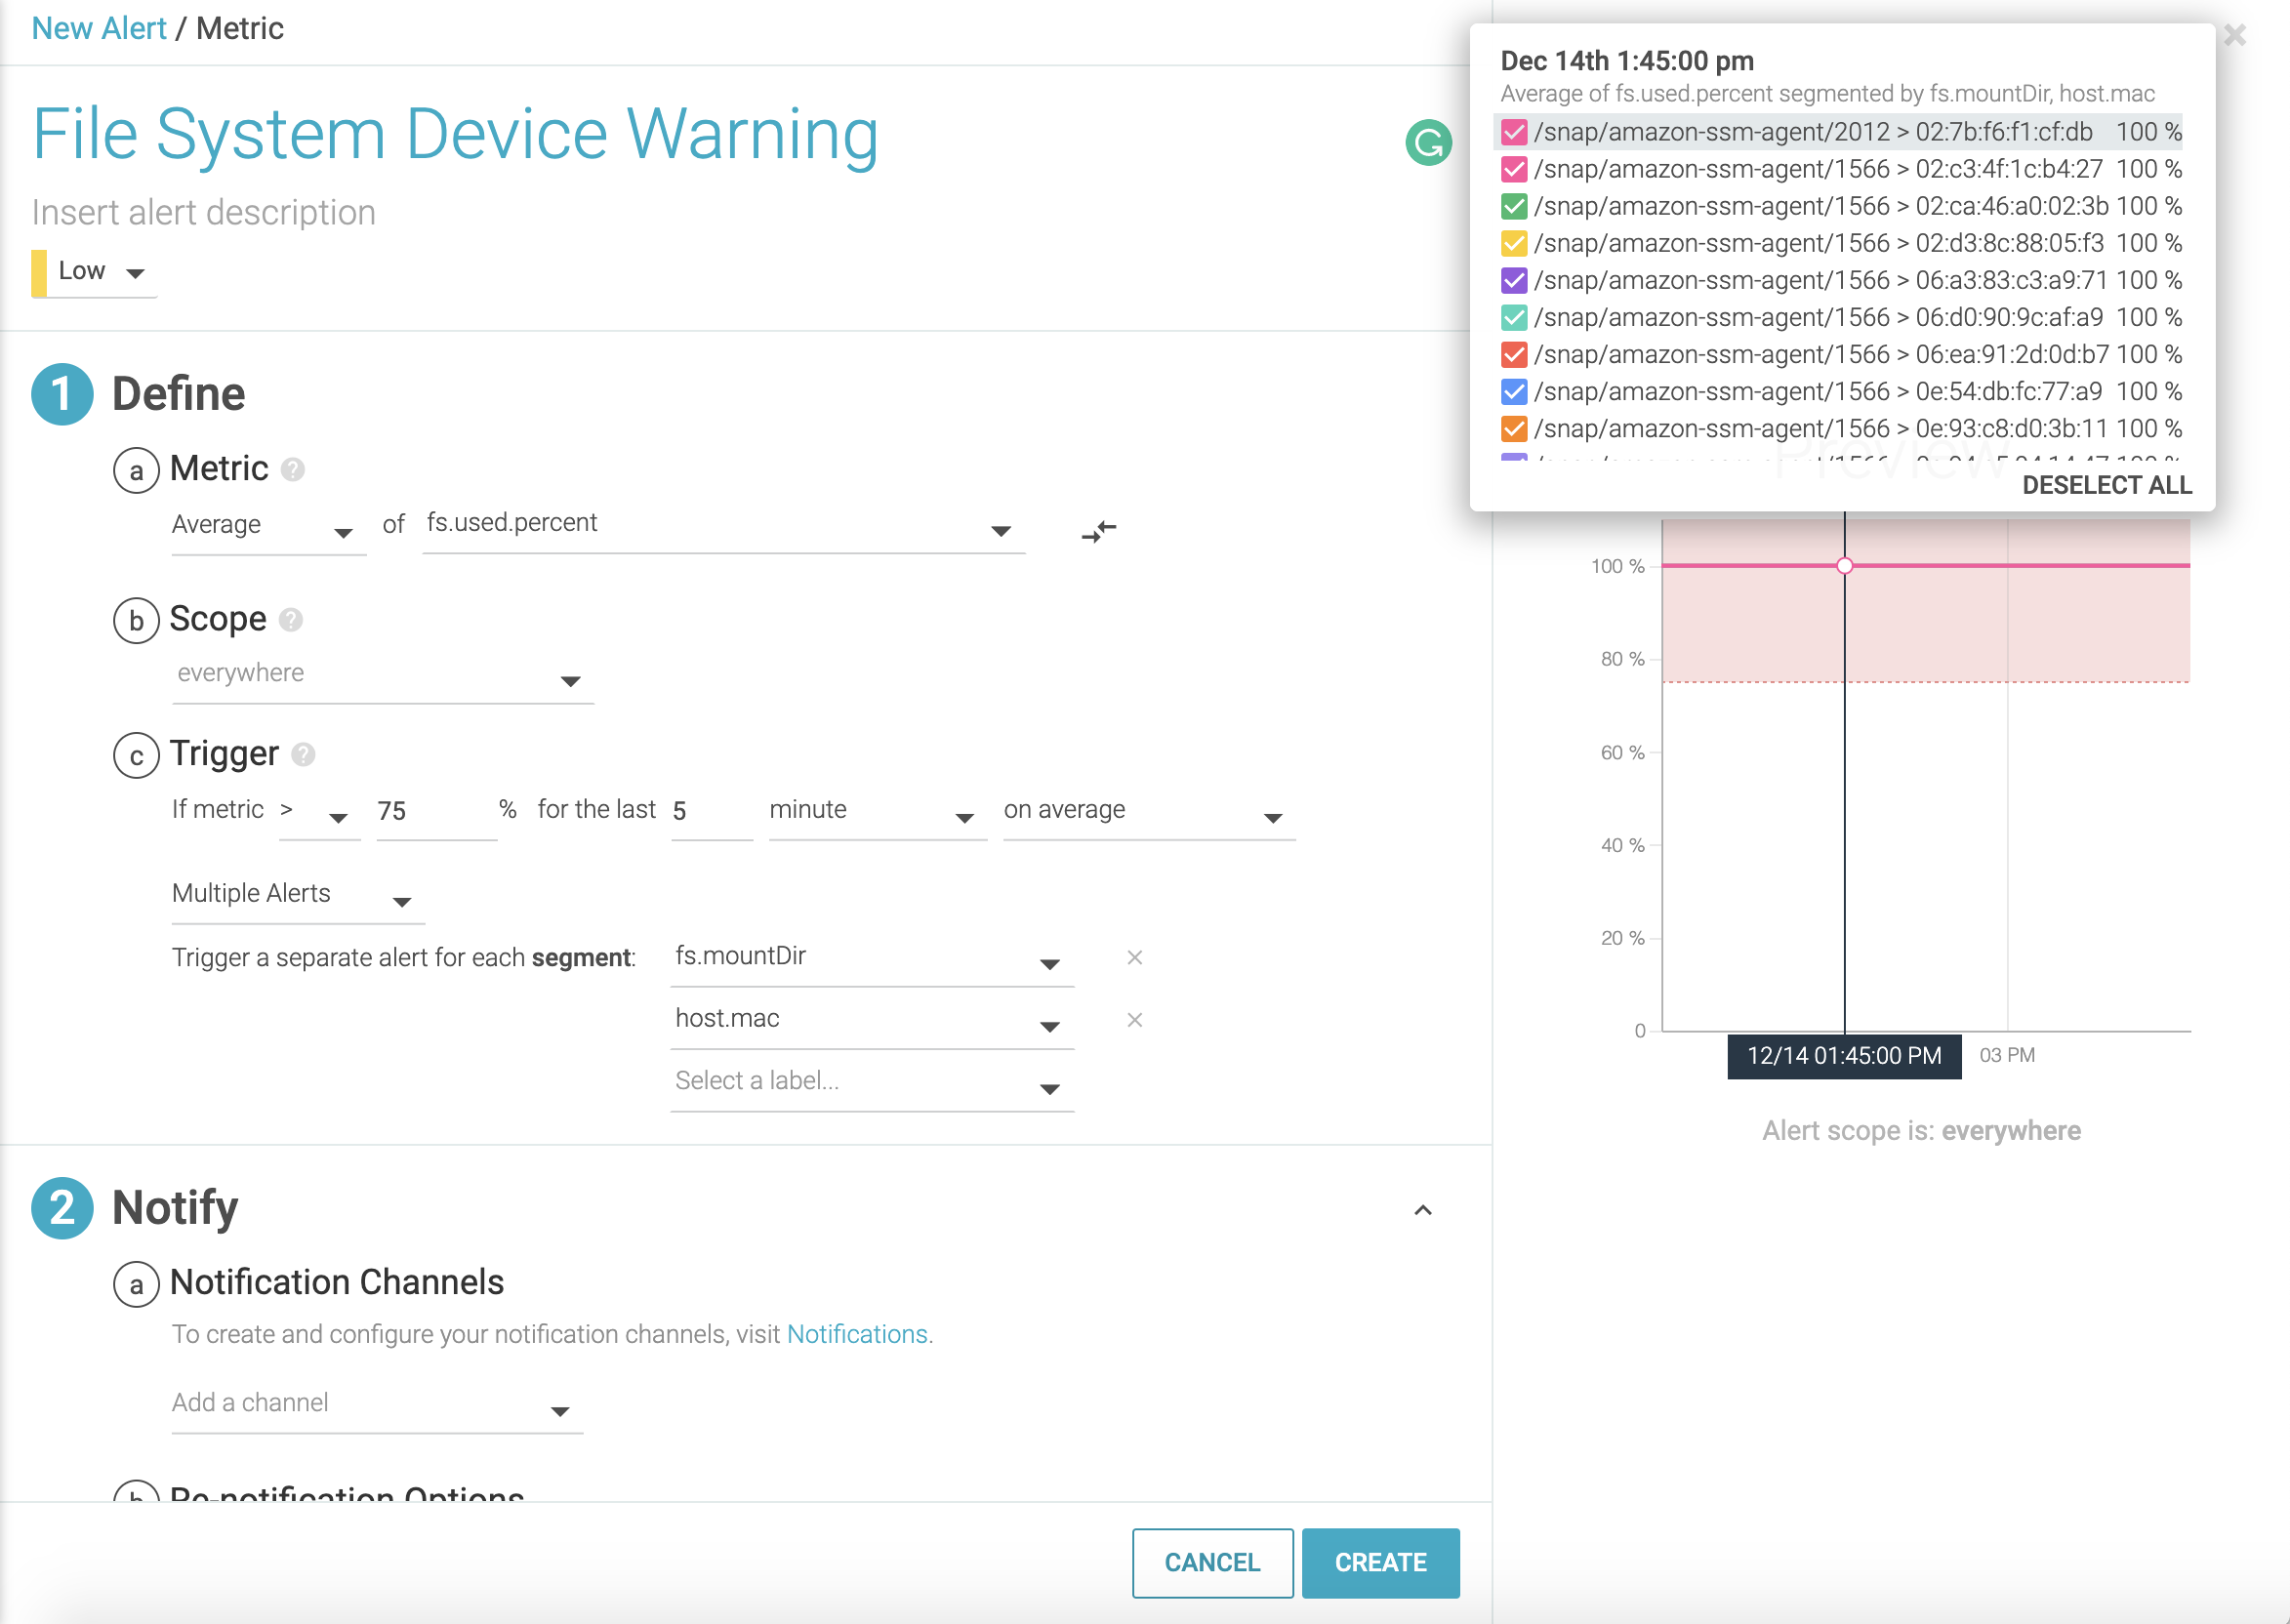 New Alert / Metric
File System Device Warning
Insert alert description
Low
1 Define
a Metric ?
Average of fs.used.percent
b Scope ?
everywhere
c Trigger ?
If metric > 75 % for the last 5 minute on average
Multiple Alerts
Trigger a separate alert for each segment: fs.mountDir ×
host.mac ×
Select a label...
2 Notify
a Notification Channels
To create and configure your notification channels, visit Notifications.
Add a channel
b Re-notification Options
CANCEL CREATE
Dec 14th 1:45:00 pm
Average of fs.used.percent segmented by fs.mountDir, host.mac
/snap/amazon-ssm-agent/2012 > 02:7b:f6:f1:cf:db 100 %
/snap/amazon-ssm-agent/1566 > 02:c3:4f:1c:b4:27 100 %
/snap/amazon-ssm-agent/1566 > 02:ca:46:a0:02:3b 100 %
/snap/amazon-ssm-agent/1566 > 02:d3:8c:88:05:f3 100 %
/snap/amazon-ssm-agent/1566 > 06:a3:83:c3:a9:71 100 %
/snap/amazon-ssm-agent/1566 > 06:d0:90:9c:af:a9 100 %
/snap/amazon-ssm-agent/1566 > 06:ea:91:2d:0d:b7 100 %
/snap/amazon-ssm-agent/1566 > 0e:54:db:fc:77:a9 100 %
/snap/amazon-ssm-agent/1566 > 0e:93:c8:d0:3b:11 100 %
Preview
DESELECT ALL
100 %
80 %
60 %
40 %
20 %
0
12/14 01:45:00 PM 03 PM
Alert scope is: everywhere